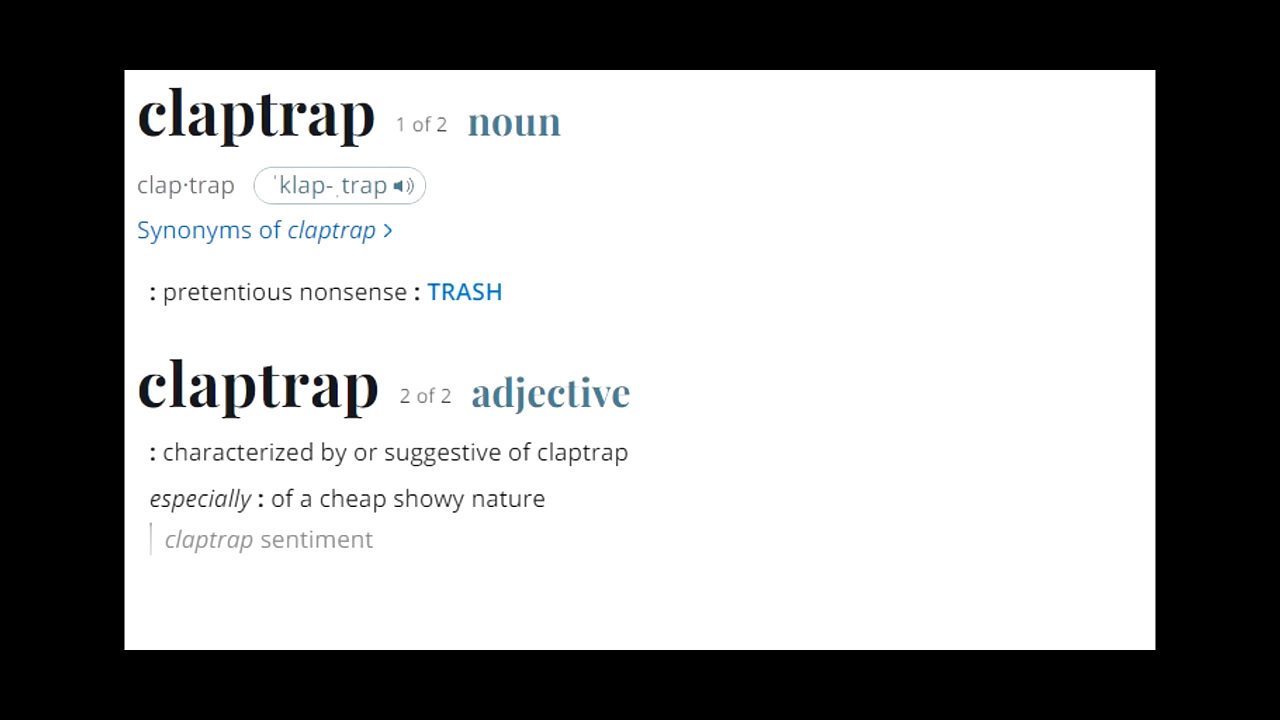 claptrap 1 of 2 noun
clap·trap ˈklap-ˌtrap
Synonyms of claptrap >
: pretentious nonsense : TRASH
claptrap 2 of 2 adjective
: characterized by or suggestive of claptrap
especially : of a cheap showy nature
claptrap sentiment